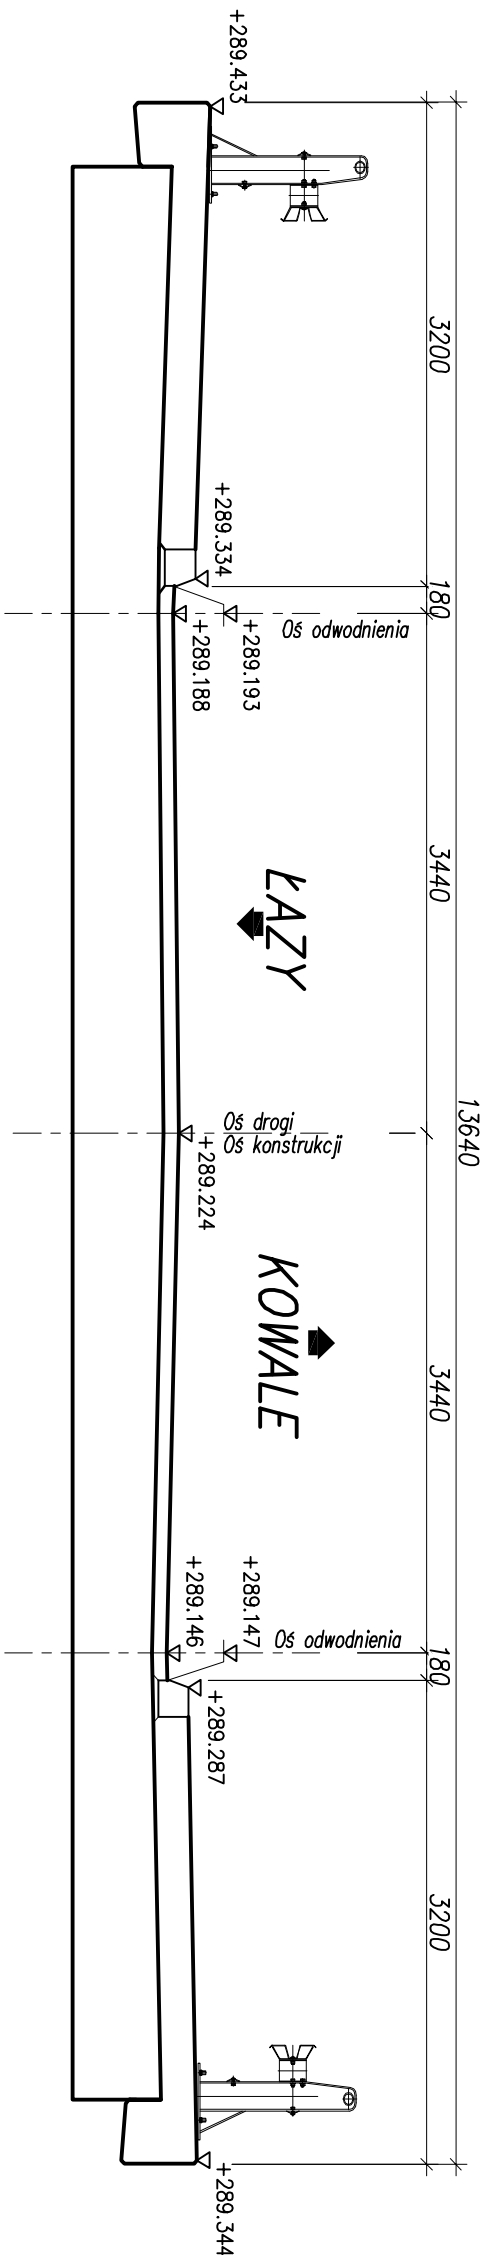 13640
3200
180
3440
3440
180
3200
+289.433
+289.334
+289.193
+289.188
Oś odwodnienia
ŁAZY
Oś drogi
Oś konstrukcji
+289.224
KOWALE
Oś odwodnienia
+289.147
+289.146
+289.287
+289.344